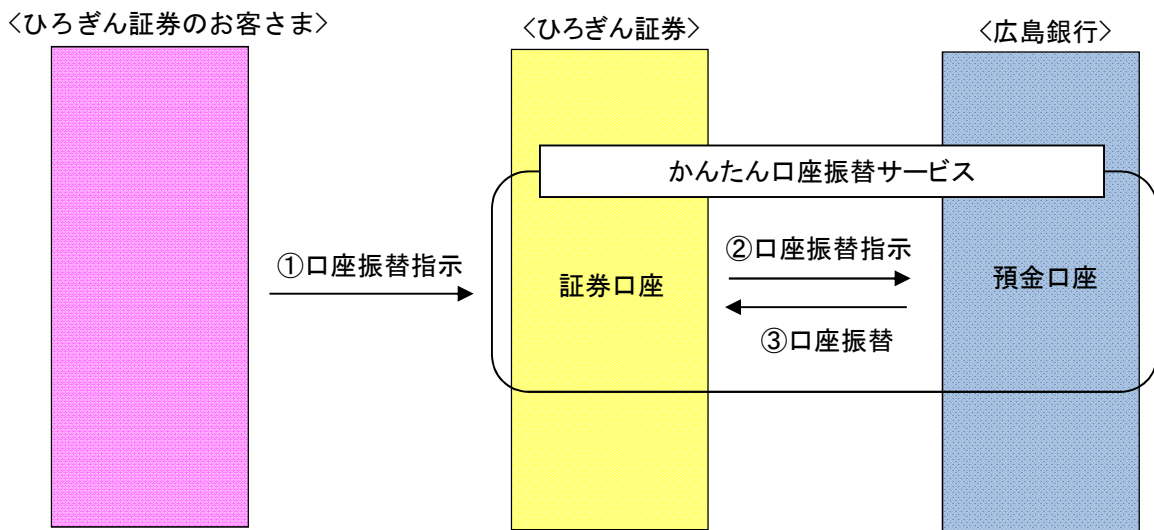 <ひろぎん証券のお客さま>
<ひろぎん証券>
<広島銀行>
かんたん口座振替サービス
①口座振替指示
②口座振替指示
証券口座
預金口座
③口座振替